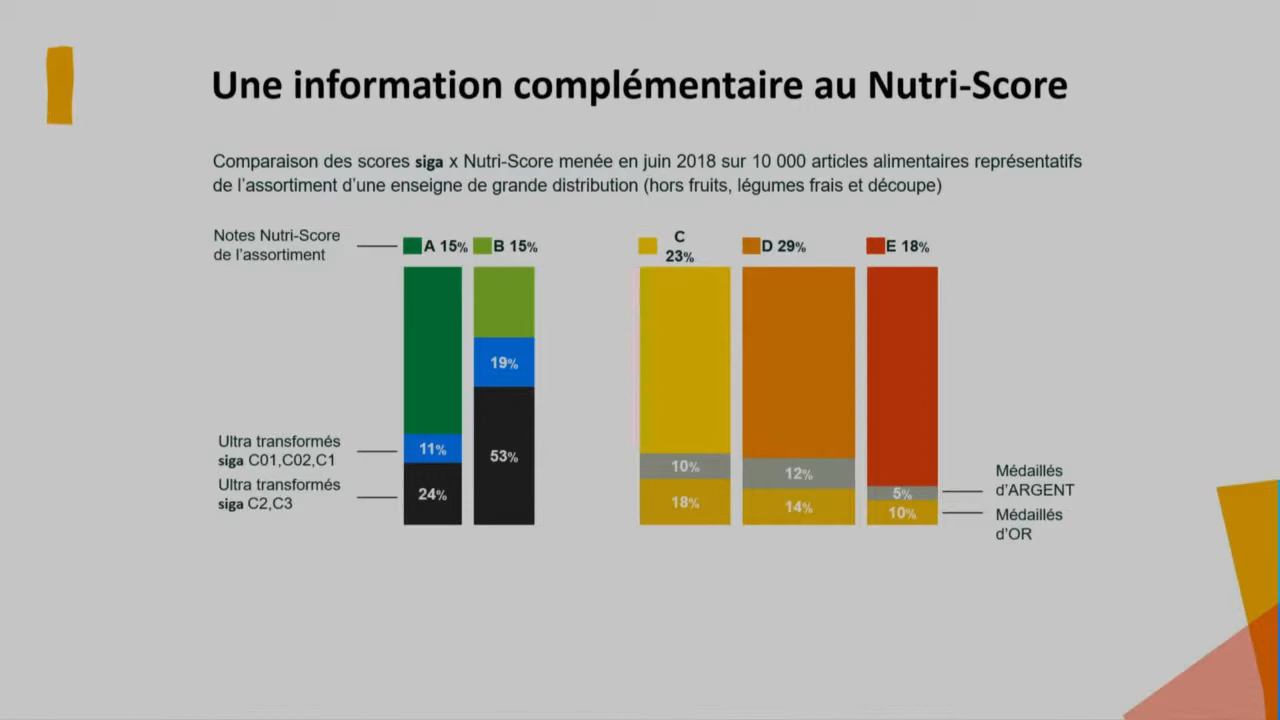 Une information complémentaire au Nutri-Score
Comparaison des scores siga x Nutri-Score menée en juin 2018 sur 10 000 articles alimentaires représentatifs
de l'assortiment d'une enseigne de grande distribution (hors fruits, légumes frais et découpe)
Notes Nutri-Score
de l'assortiment
A 15%
B 15%
C
23%
D 29%
E 18%
19%
53%
Ultra transformés
siga C01,C02,C1
11%
Ultra transformés
siga C2,C3
24%
10%
18%
12%
14%
5%
10%
Médaillés
d'ARGENT
Médaillés
d'OR